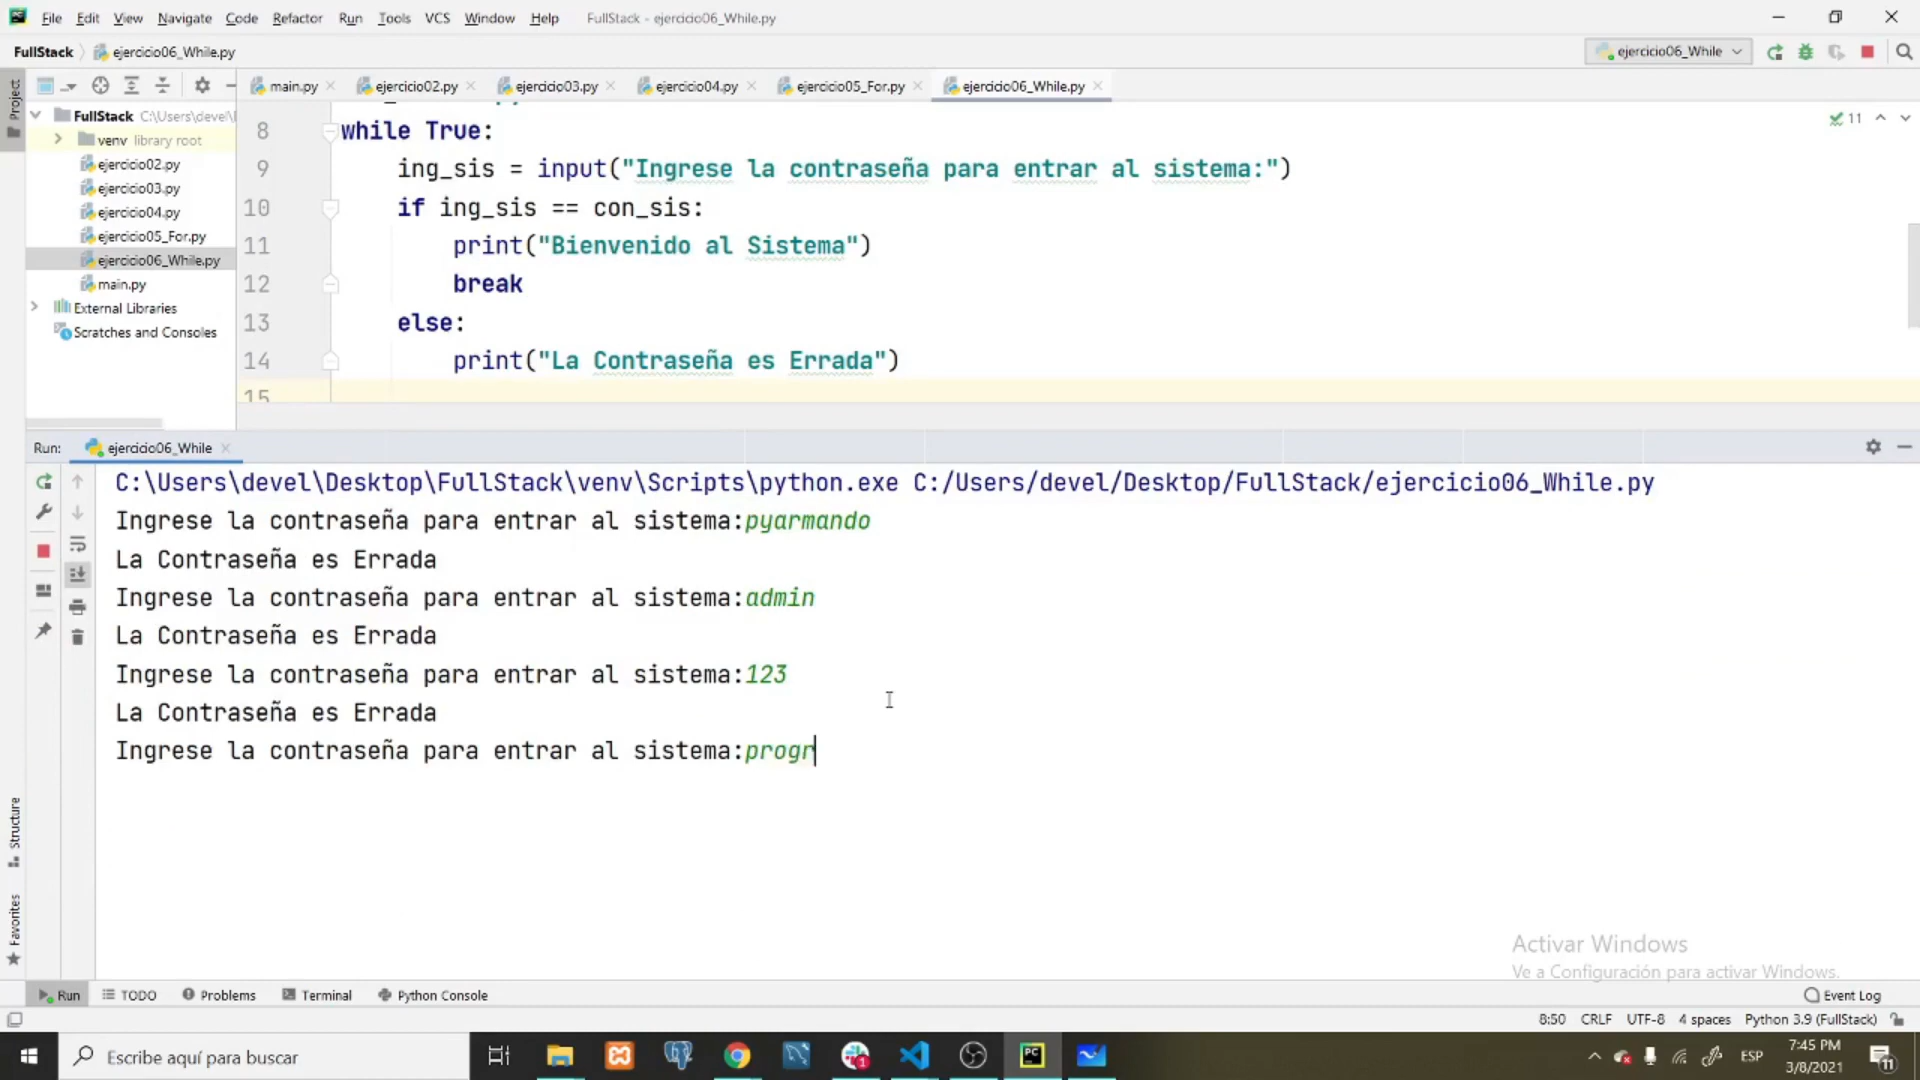 File Edit View Navigate Code Refactor Run Tools VCS Window Help FullStack - ejercicio06_While.py
FullStack ejercicio06_While.py ejercicio06_While
Project
main.py ejercicio02.py ejercicio03.py ejercicio04.py ejercicio05_For.py ejercicio06_While.py
FullStack C:\Users\devel\
venv library root
ejercicio02.py
ejercicio03.py
ejercicio04.py
ejercicio05_For.py
ejercicio06_While.py
main.py
External Libraries
Scratches and Consoles
11
8 while True:
9 ing_sis = input("Ingrese la contraseña para entrar al sistema:")
10 if ing_sis == con_sis:
11 print("Bienvenido al Sistema")
12 break
13 else:
14 print("La Contraseña es Errada")
15
Run: ejercicio06_While
C:\Users\devel\Desktop\FullStack\venv\Scripts\python.exe C:/Users/devel/Desktop/FullStack/ejercicio06_While.py
Ingrese la contraseña para entrar al sistema:pyarmando
La Contraseña es Errada
Ingrese la contraseña para entrar al sistema:admin
La Contraseña es Errada
Ingrese la contraseña para entrar al sistema:123
La Contraseña es Errada
Ingrese la contraseña para entrar al sistema:progr
Structure
Favorites
Activar Windows
Ve a Configuración para activar Windows.
Run TODO Problems Terminal Python Console Event Log
8:50 CRLF UTF-8 4 spaces Python 3.9 (FullStack)
Escribe aquí para buscar
ESP
7:45 PM
3/8/2021
11